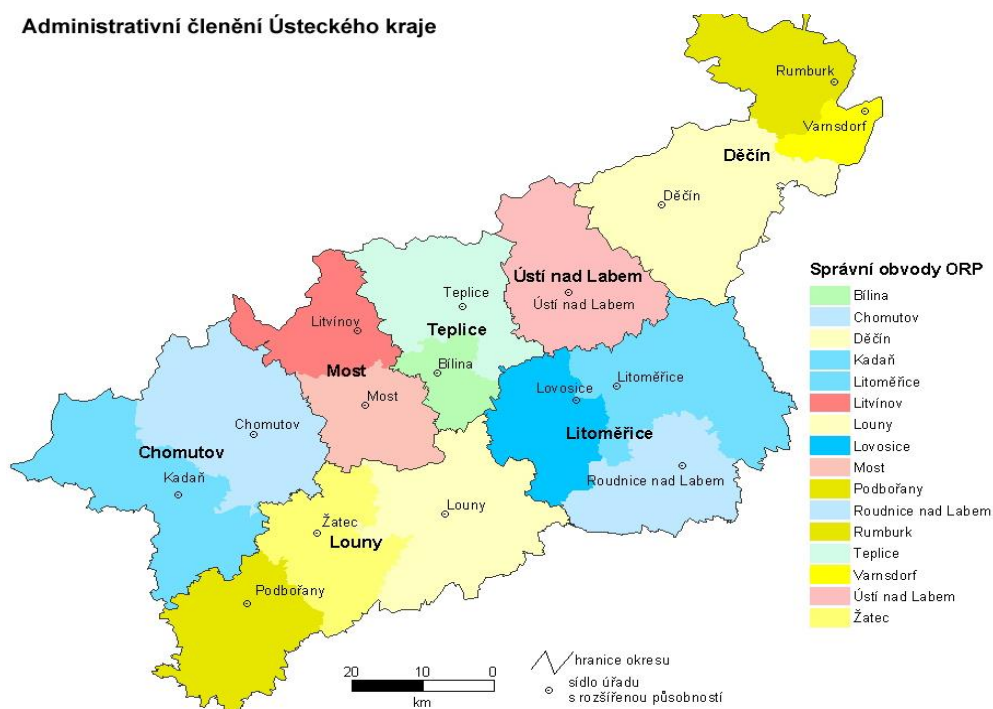 Administrativní členění Ústeckého kraje
Rumburk
Varnsdorf
Děčín
Děčín
Ústí nad Labem
Ústí nad Labem
Teplice
Teplice
Litvínov
Most
Bílina
Most
Lovosice
Litoměřice
Litoměřice
Chomutov
Chomutov
Kadaň
Roudnice nad Labem
Louny
Žatec
Louny
Podbořany
Správní obvody ORP
Bílina
Chomutov
Děčín
Kadaň
Litoměřice
Litvínov
Louny
Lovosice
Most
Podbořany
Roudnice nad Labem
Rumburk
Teplice
Varnsdorf
Ústí nad Labem
Žatec
20 10 0
km
hranice okresu
sídlo úřadu
s rozšířenou působností